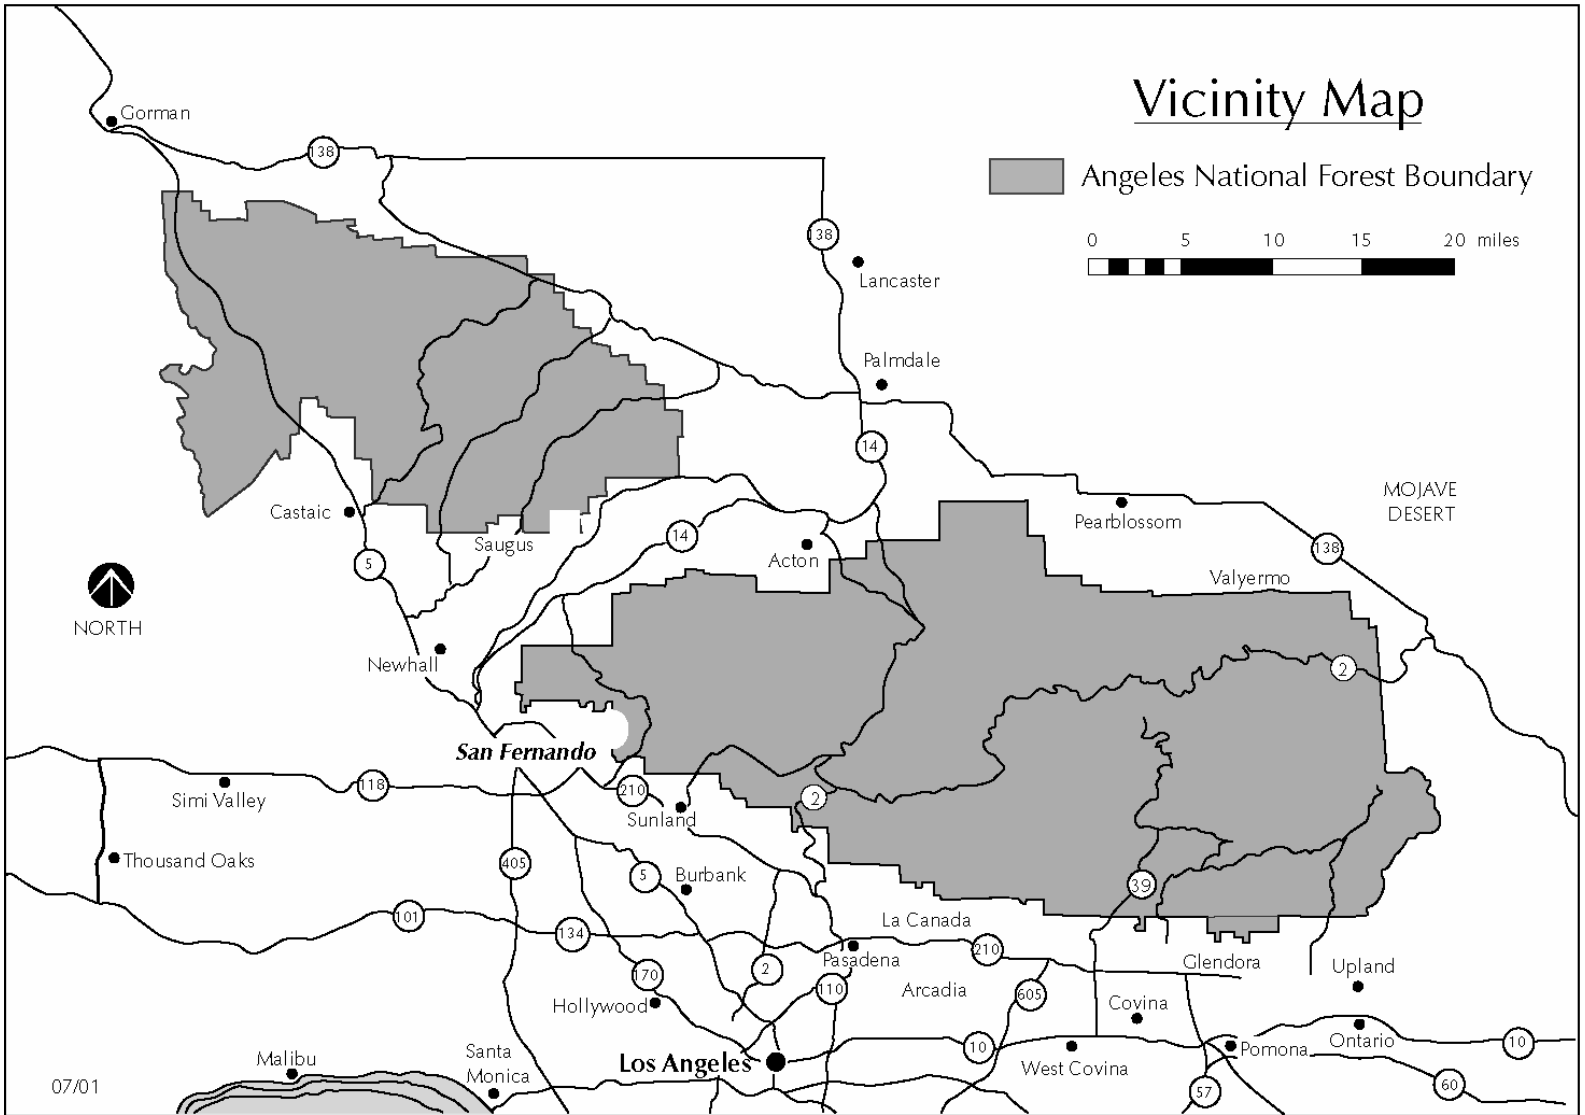 Vicinity Map
Angeles National Forest Boundary
0 5 10 15 20 miles
Gorman
138
138
Lancaster
Palmdale
14
MOJAVE
DESERT
Pearblossom
Castaic
Saugus
14
Acton
138
5
Valyermo
NORTH
Newhall
2
San Fernando
118
210
2
Simi Valley
Sunland
Thousand Oaks
405
5
Burbank
39
101
134
La Canada
210
Pasadena
Glendora
Upland
170
2
110
Arcadia
605
Covina
Hollywood
Los Angeles
10
West Covina
Pomona
Ontario
10
Malibu
Santa
Monica
57
60
07/01